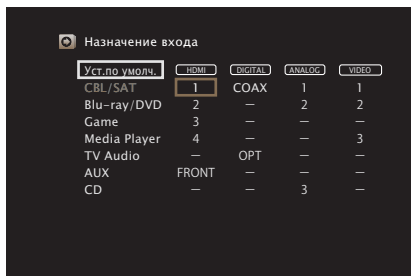 Назначение входа
Уст.по умолч. HDMI DIGITAL ANALOG VIDEO
CBL/SAT 1 COAX 1 1
Blu-ray/DVD 2 – 2 2
Game 3 – – –
Media Player 4 – – 3
TV Audio – OPT – –
AUX FRONT – – –
CD – – 3 –